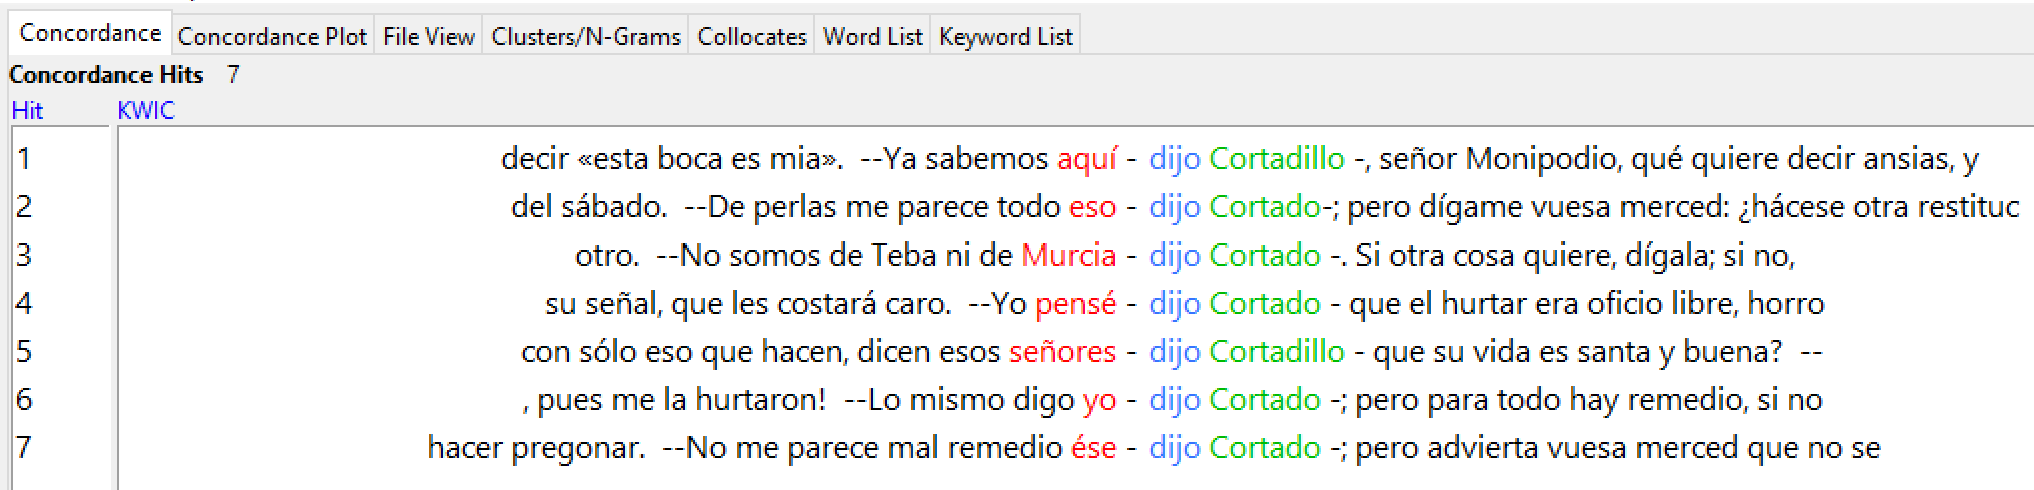 Concordance Concordance Plot File View Clusters/N-Grams Collocates Word List Keyword List
Concordance Hits 7
Hit KWIC
1 decir «esta boca es mia». --Ya sabemos aquí - dijo Cortadillo -, señor Monipodio, qué quiere decir ansias, y
2 del sábado. --De perlas me parece todo eso - dijo Cortado-; pero dígame vuesa merced: ¿hácese otra restituc
3 otro. --No somos de Teba ni de Murcia - dijo Cortado -. Si otra cosa quiere, dígala; si no,
4 su señal, que les costará caro. --Yo pensé - dijo Cortado - que el hurtar era oficio libre, horro
5 con sólo eso que hacen, dicen esos señores - dijo Cortadillo - que su vida es santa y buena? --
6 , pues me la hurtaron! --Lo mismo digo yo - dijo Cortado -; pero para todo hay remedio, si no
7 hacer pregonar. --No me parece mal remedio ése - dijo Cortado -; pero advierta vuesa merced que no se